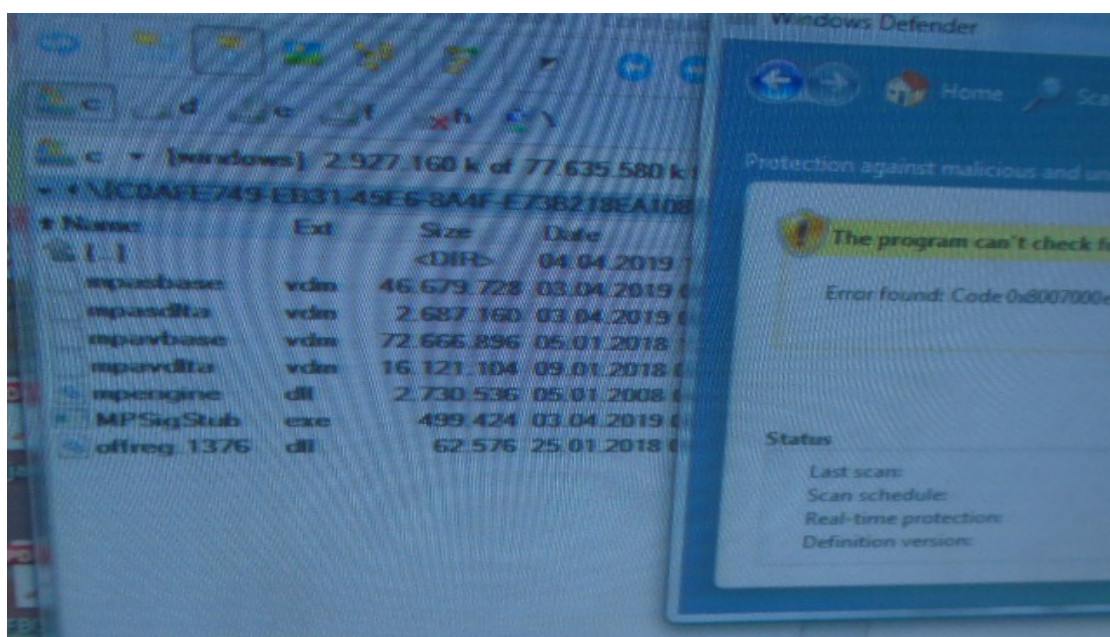 c d e f h \
c [windows] 2.927.160 k of 77.635.580 k
Name Ext Size Date
[..] <DIR> 04.04.2019
mpasbase vdm 46.679.728 03.04.2019
mpasdlta vdm 2.687.160 03.04.2019
mpavbase vdm 72.666.896 05.01.2018
mpavdlta vdm 16.121.104 09.01.2018
mpengine dll 2.730.536 05.01.2008
MPSigStub exe 499.424 03.04.2019
offreg.1376 dll 62.576 25.01.2018
Windows Defender
Home Sca
Protection against malicious and un
The program can't check f
Error found: Code 0x8007000e
Status
Last scan:
Scan schedule:
Real-time protection:
Definition version: